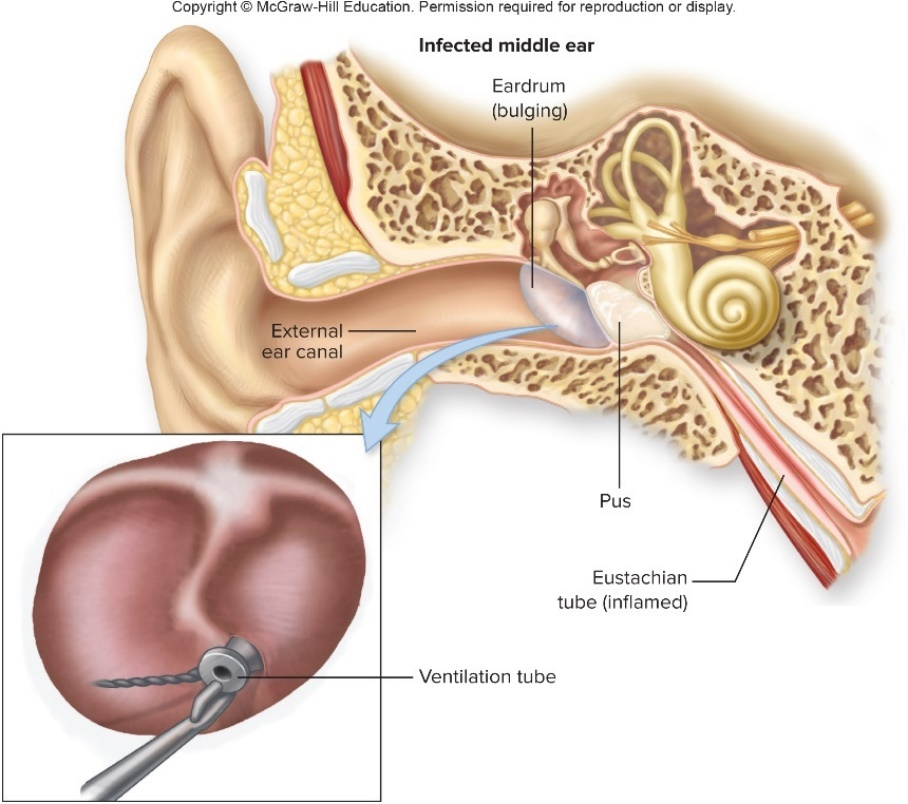 Copyright © McGraw-Hill Education. Permission required for reproduction or display.
Infected middle ear
Eardrum
(bulging)
External
ear canal
Pus
Eustachian
tube (inflamed)
Ventilation tube